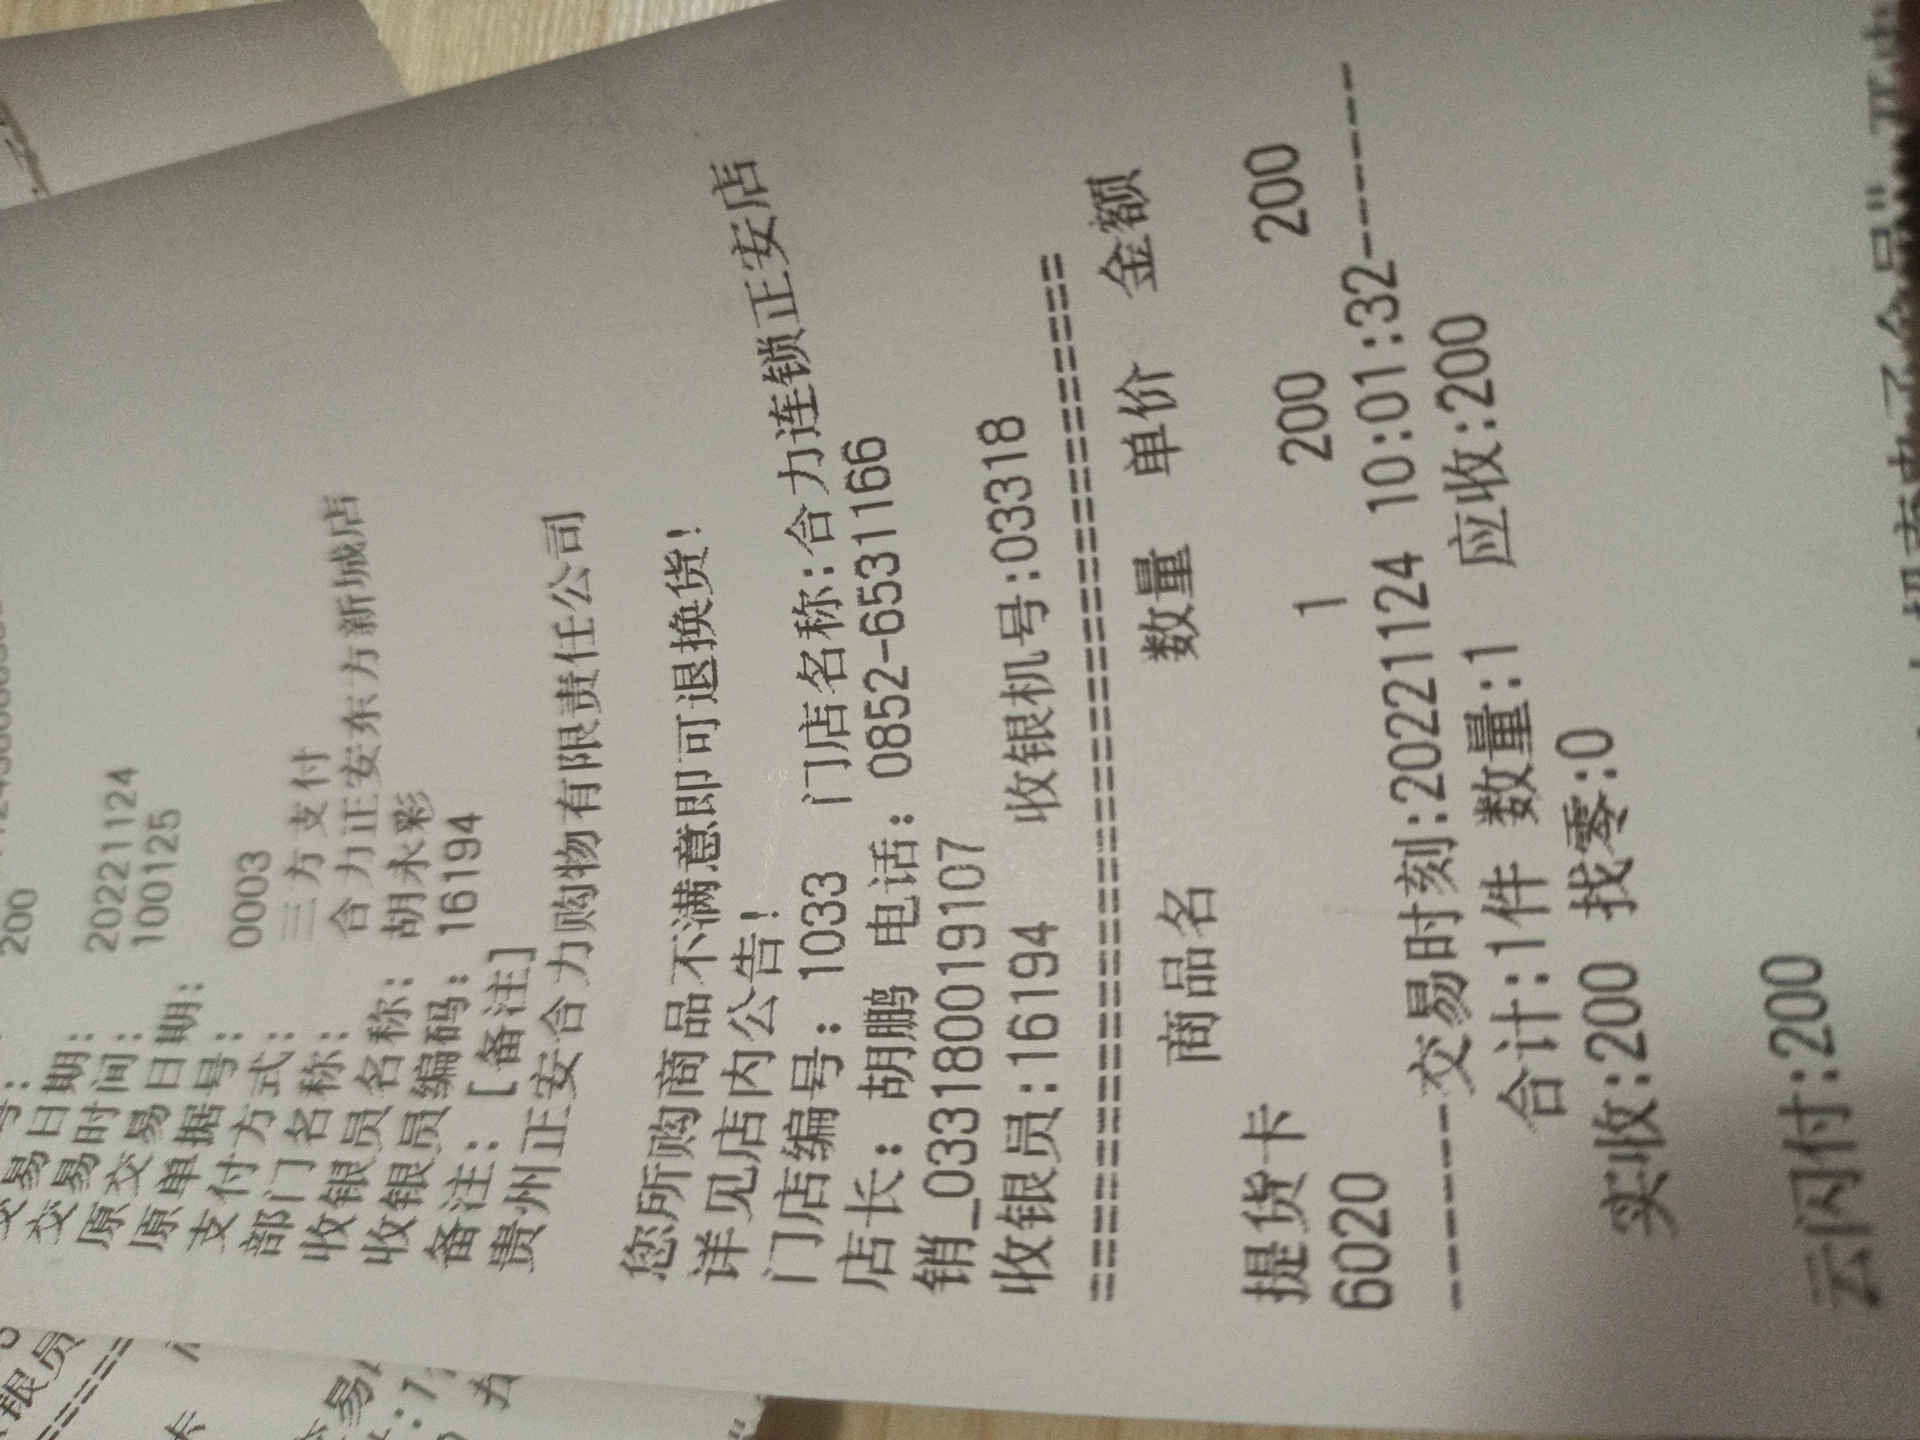 200
交易日期:
交易时间: 20221124
原交易日期: 100125
原单据号:
支付方式: 0003
部门名称: 三方支付
收银员名称: 合力正安东方新城店
收银员编码: 胡永彩
备注: [备注] 16194
贵州正安合力购物有限责任公司
您所购商品不满意即可退换货!
详见店内公告!
门店编号: 1033 门店名称:合力连锁正安店
店长: 胡鹏 电话: 0852-6531166
销_033180019107
收银员:16194 收银机号:03318
================================
商品名 数量 单价 金额
提货卡
6020 1 200 200
------交易时刻:20221124 10:01:32------
合计:1件 数量:1 应收:200
实收:200 找零:0
云闪付:200